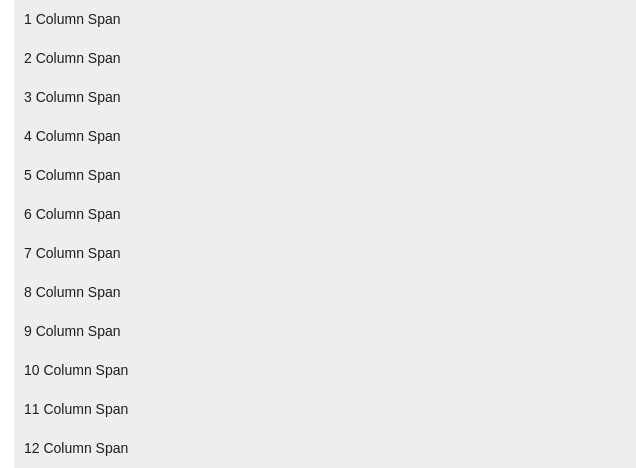 1 Column Span
2 Column Span
3 Column Span
4 Column Span
5 Column Span
6 Column Span
7 Column Span
8 Column Span
9 Column Span
10 Column Span
11 Column Span
12 Column Span